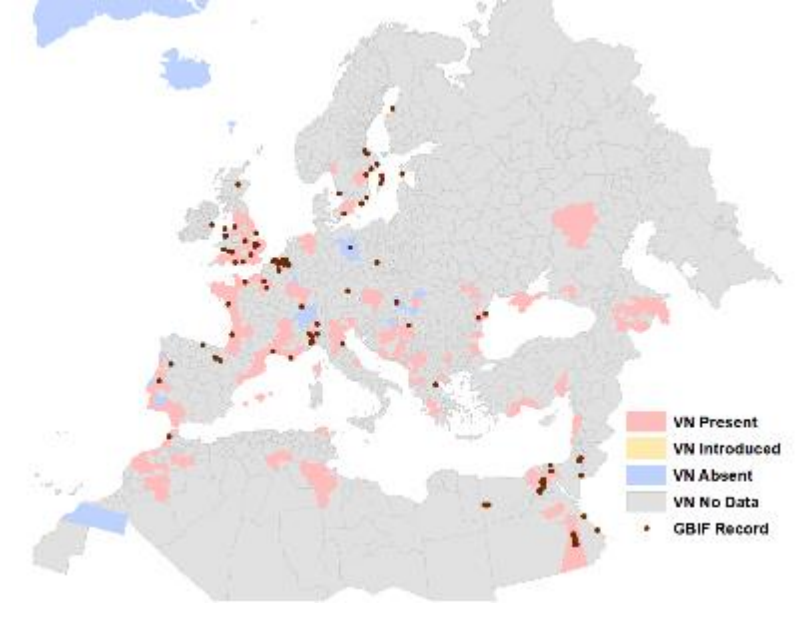 VN Present
VN Introduced
VN Absent
VN No Data
GBIF Record